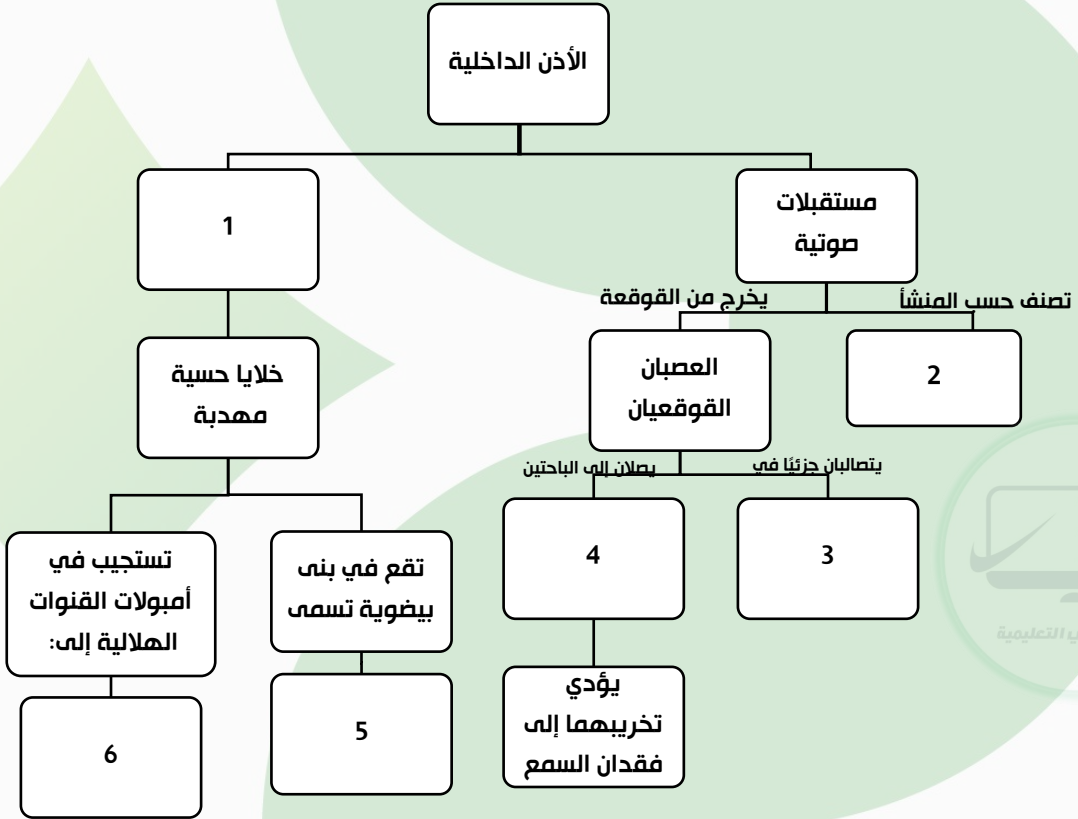 الأذن الداخلية
1
مستقبلات
صوتية
يخرج من القوقعة
تصنف حسب المنشأ
خلايا حسية
مهدبة
العصبان
القوقعيان
2
يصلان إلى الباحتين
يتصالبان جزئيًا في
تستجيب في
أمبولات القنوات
الهلالية إلى:
تقع في بنى
بيضوية تسمى
4
3
6
5
يؤدي
تخريبهما إلى
فقدان السمع
التعليمية